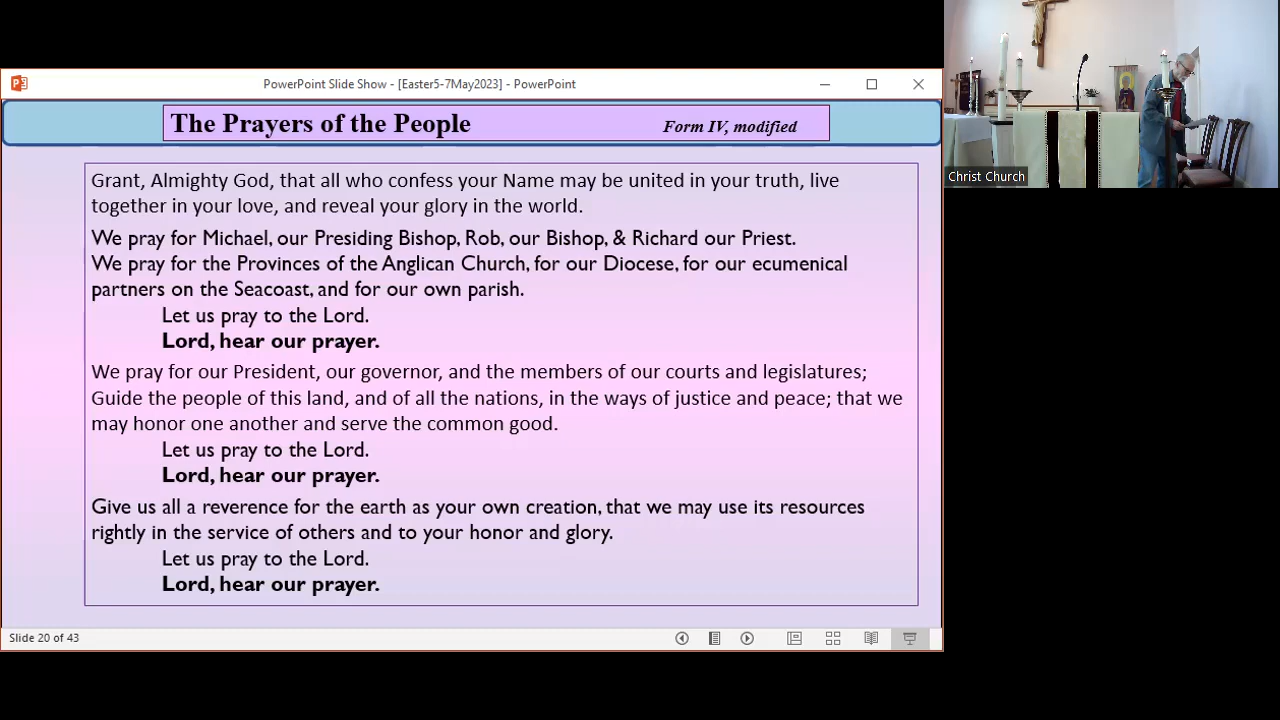 PowerPoint Slide Show - [Easter5-7May2023] - PowerPoint
The Prayers of the People Form IV, modified
Grant, Almighty God, that all who confess your Name may be united in your truth, live
together in your love, and reveal your glory in the world.
We pray for Michael, our Presiding Bishop, Rob, our Bishop, & Richard our Priest.
We pray for the Provinces of the Anglican Church, for our Diocese, for our ecumenical
partners on the Seacoast, and for our own parish.
Let us pray to the Lord.
Lord, hear our prayer.
We pray for our President, our governor, and the members of our courts and legislatures;
Guide the people of this land, and of all the nations, in the ways of justice and peace; that we
may honor one another and serve the common good.
Let us pray to the Lord.
Lord, hear our prayer.
Give us all a reverence for the earth as your own creation, that we may use its resources
rightly in the service of others and to your honor and glory.
Let us pray to the Lord.
Lord, hear our prayer.
Slide 20 of 43
Christ Church